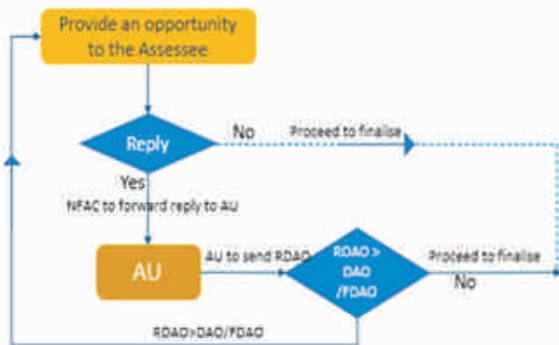 Provide an opportunity
to the Assessee
Reply
No
Proceed to finalise
Yes
NFAC to forward reply to AU
AU
AU to send RDAO
RDAO >
DAO
/FDAO
Proceed to finalise
No
RDAO>DAO/FDAO